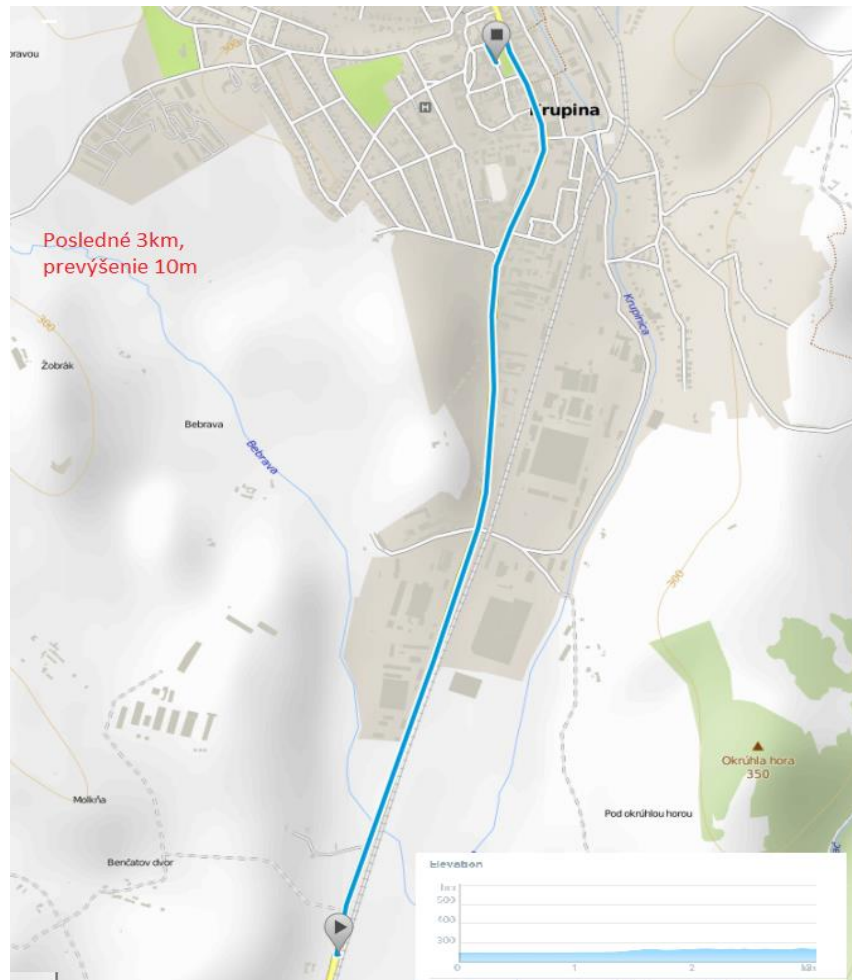 300
H
Krupina
Posledné 3km,
prevýšenie 10m
Krupinica
300
Žobrák
Bebrava
Bebrava
300
Okrúhla hora
350
Molkňa
Pod okrúhlou horou
Benčatov dvor
Elevation
500
400
300
0
1
2